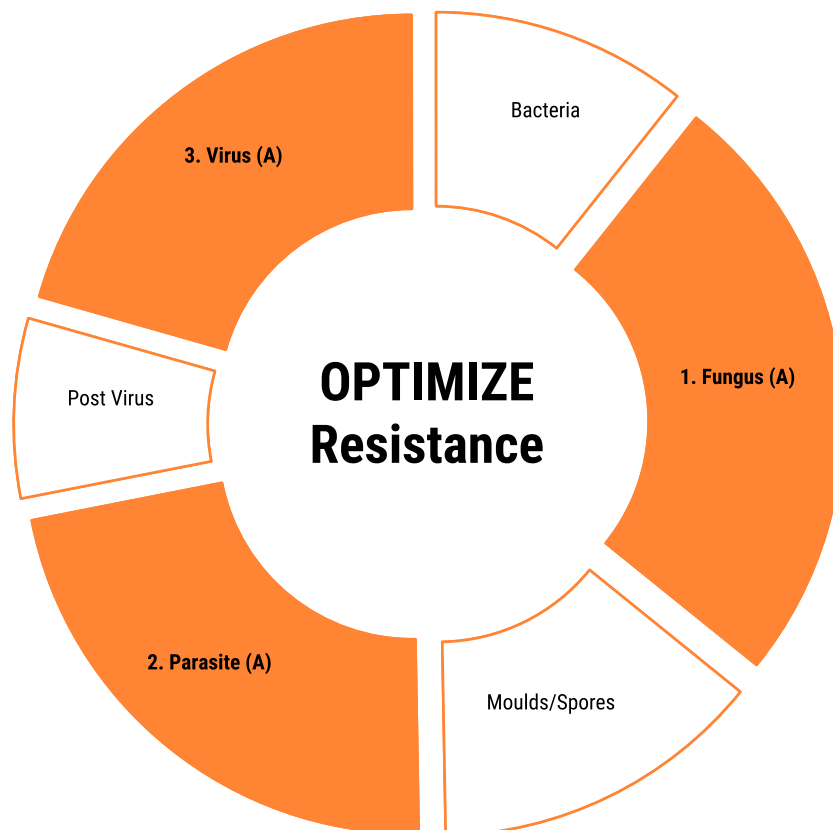 Bacteria
3. Virus (A)
OPTIMIZE
Resistance
1. Fungus (A)
Post Virus
2. Parasite (A)
Moulds/Spores